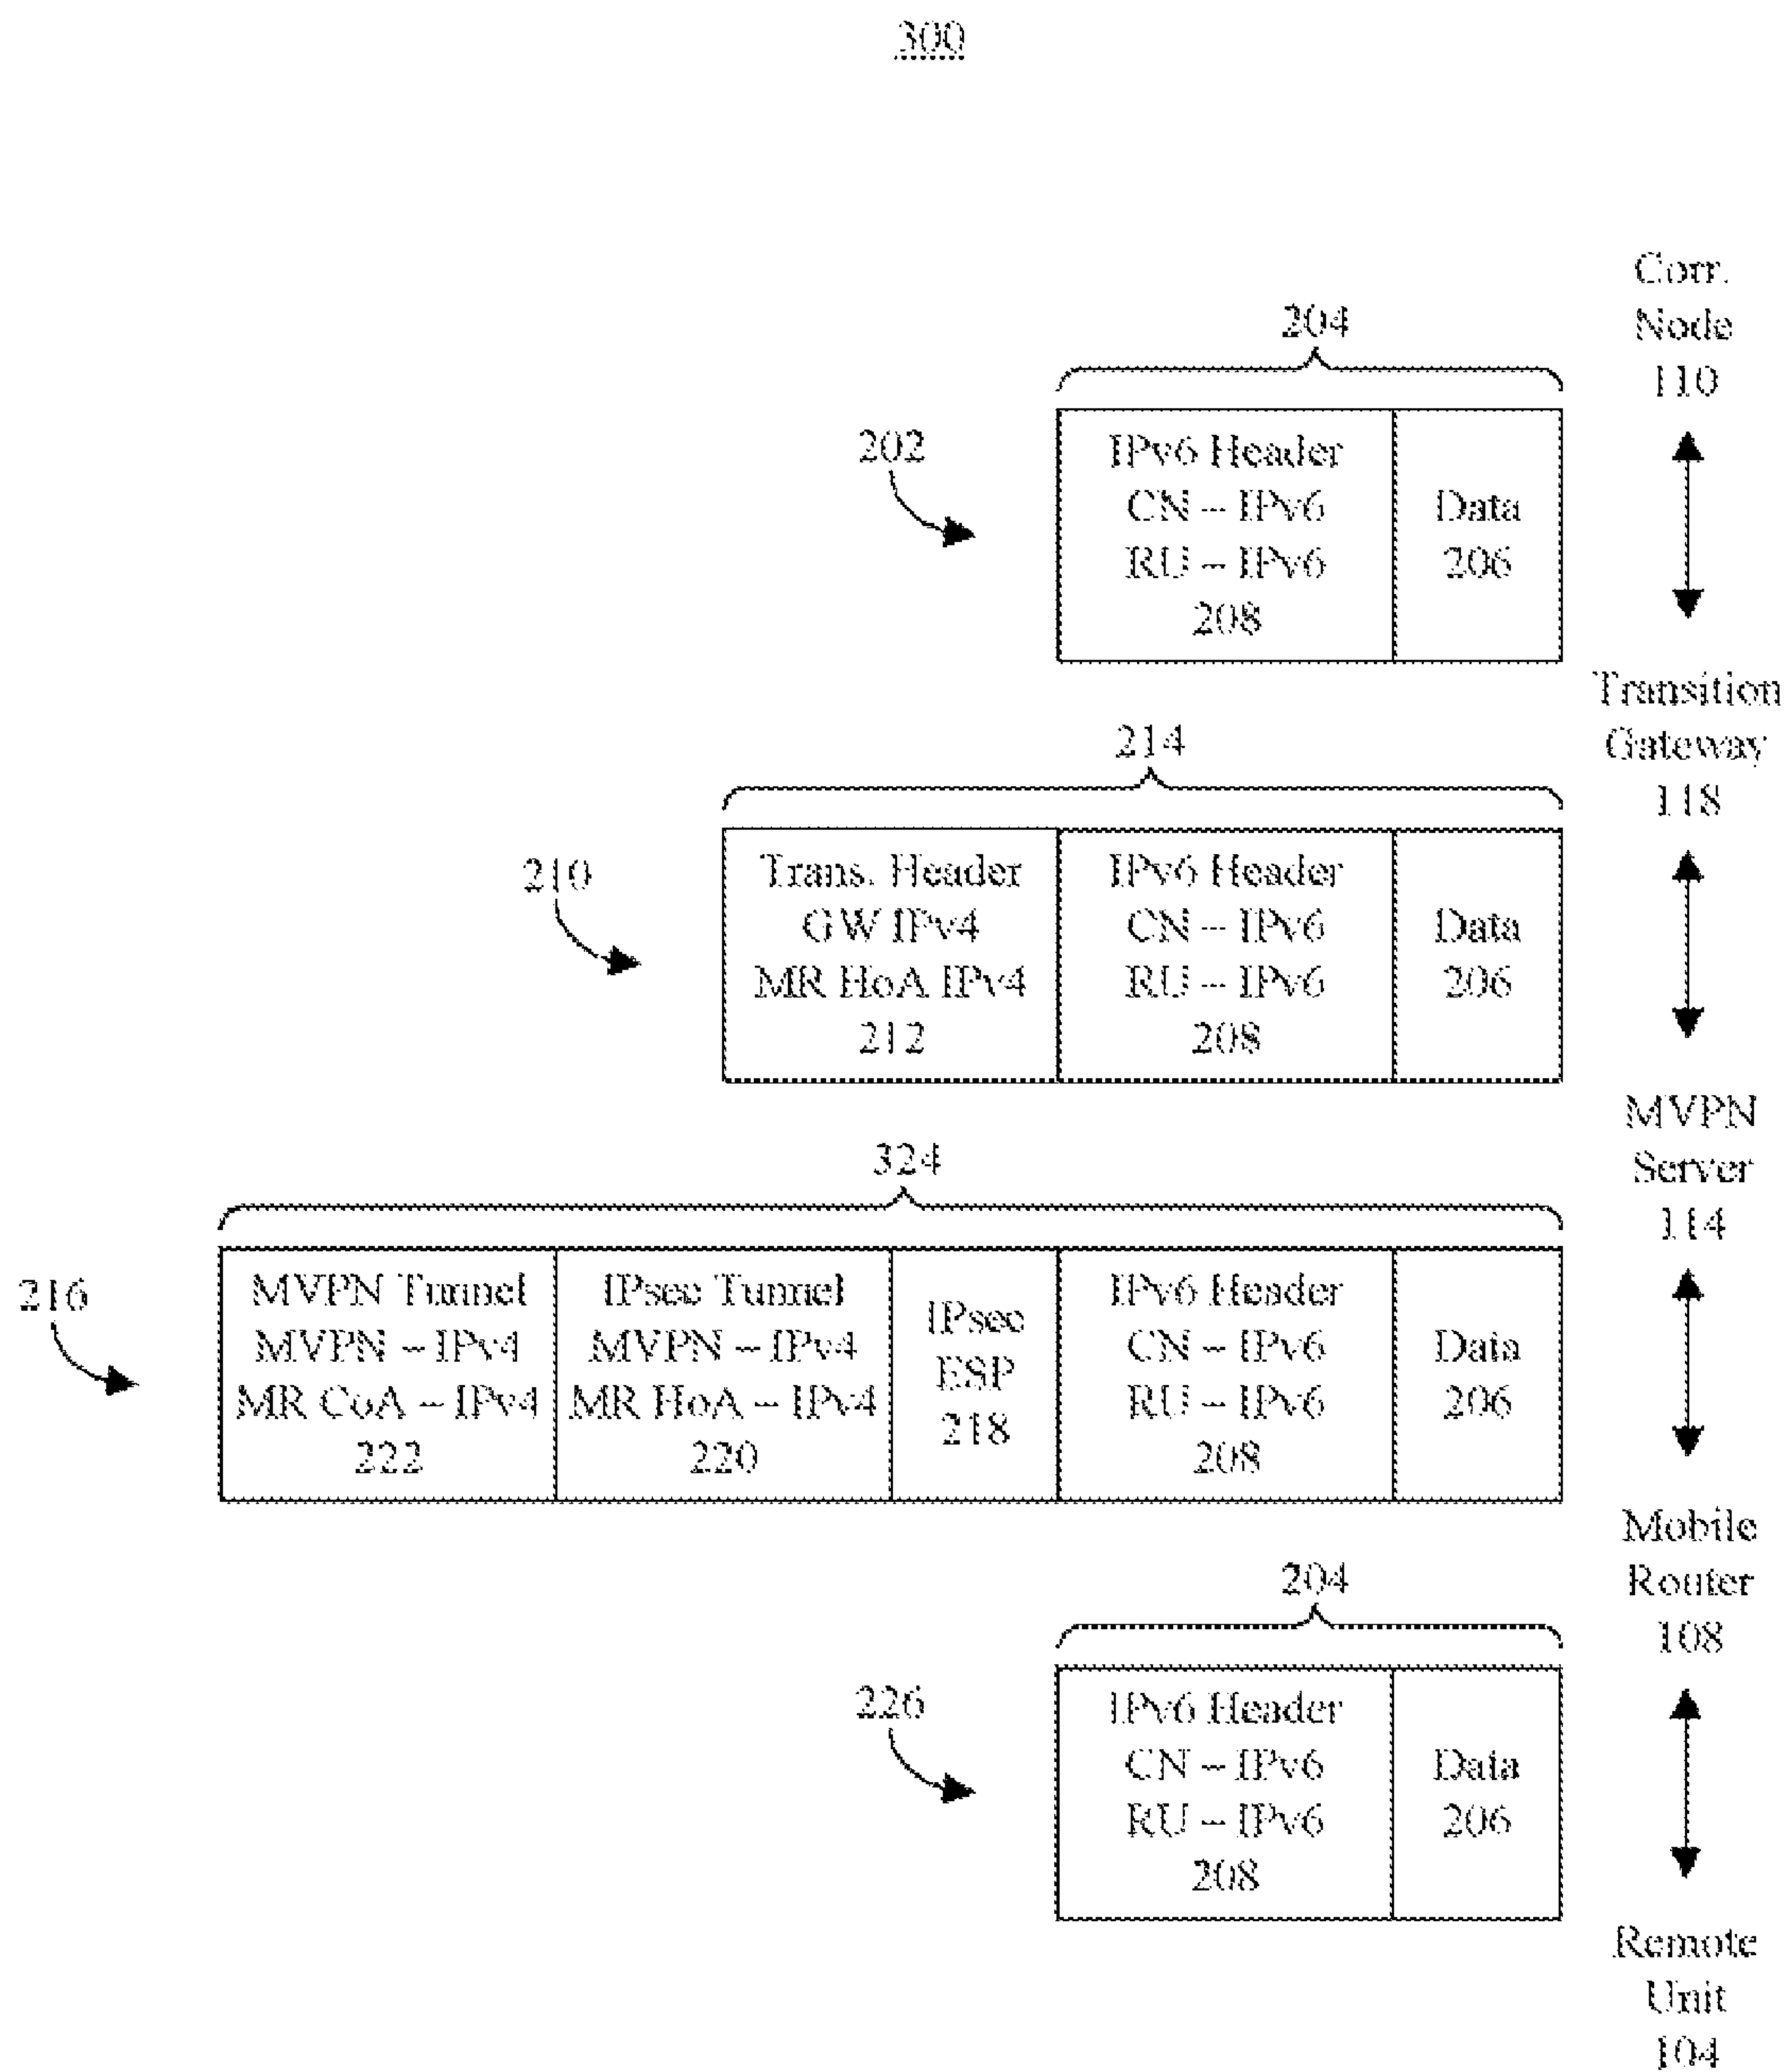 300
Corr.
Node
110
204
202
IPv6 Header
CN – IPv6
RU – IPv6
208
Data
206
Transition
Gateway
118
214
210
Trans. Header
GW IPv4
MR HoA IPv4
212
IPv6 Header
CN – IPv6
RU – IPv6
208
Data
206
MVPN
Server
114
324
216
MVPN Tunnel
MVPN – IPv4
MR CoA – IPv4
222
IPsec Tunnel
MVPN – IPv4
MR HoA – IPv4
220
IPsec
ESP
218
IPv6 Header
CN – IPv6
RU – IPv6
208
Data
206
Mobile
Router
108
204
226
IPv6 Header
CN – IPv6
RU – IPv6
208
Data
206
Remote
Unit
104